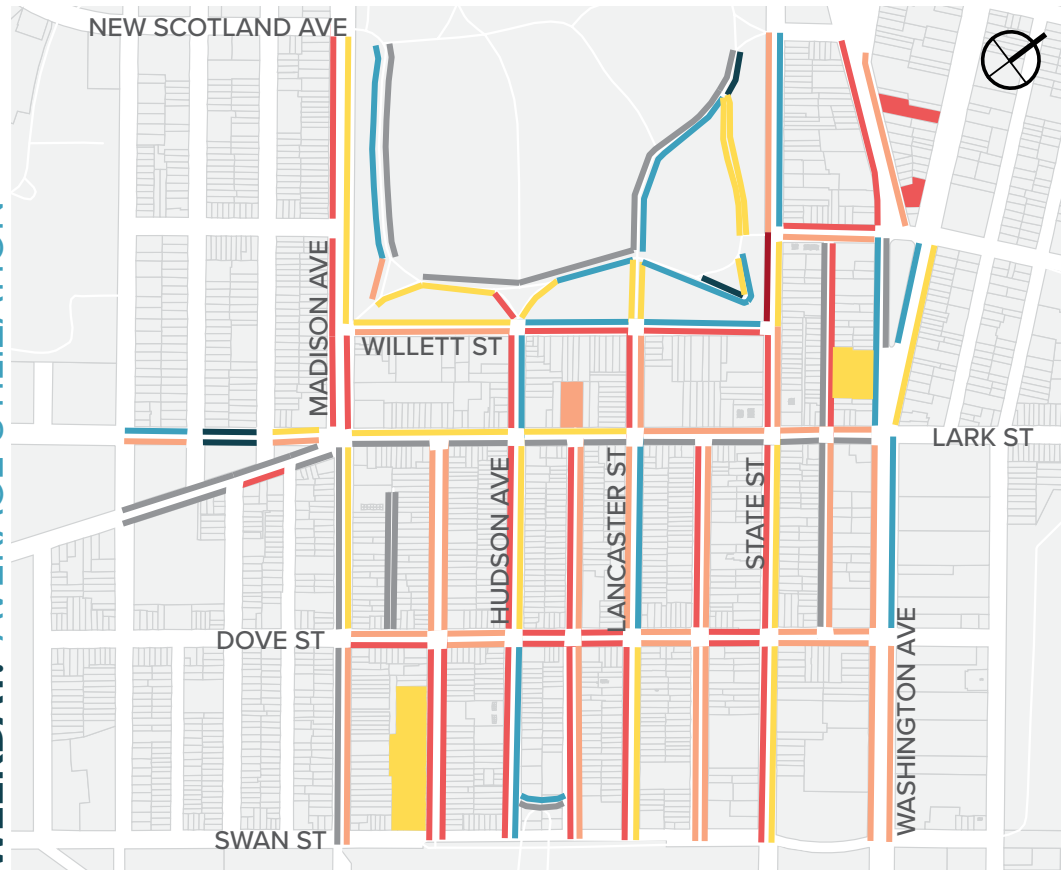 NEW SCOTLAND AVE
MADISON AVE
WILLETT ST
LARK ST
HUDSON AVE
LANCASTER ST
STATE ST
DOVE ST
WASHINGTON AVE
SWAN ST